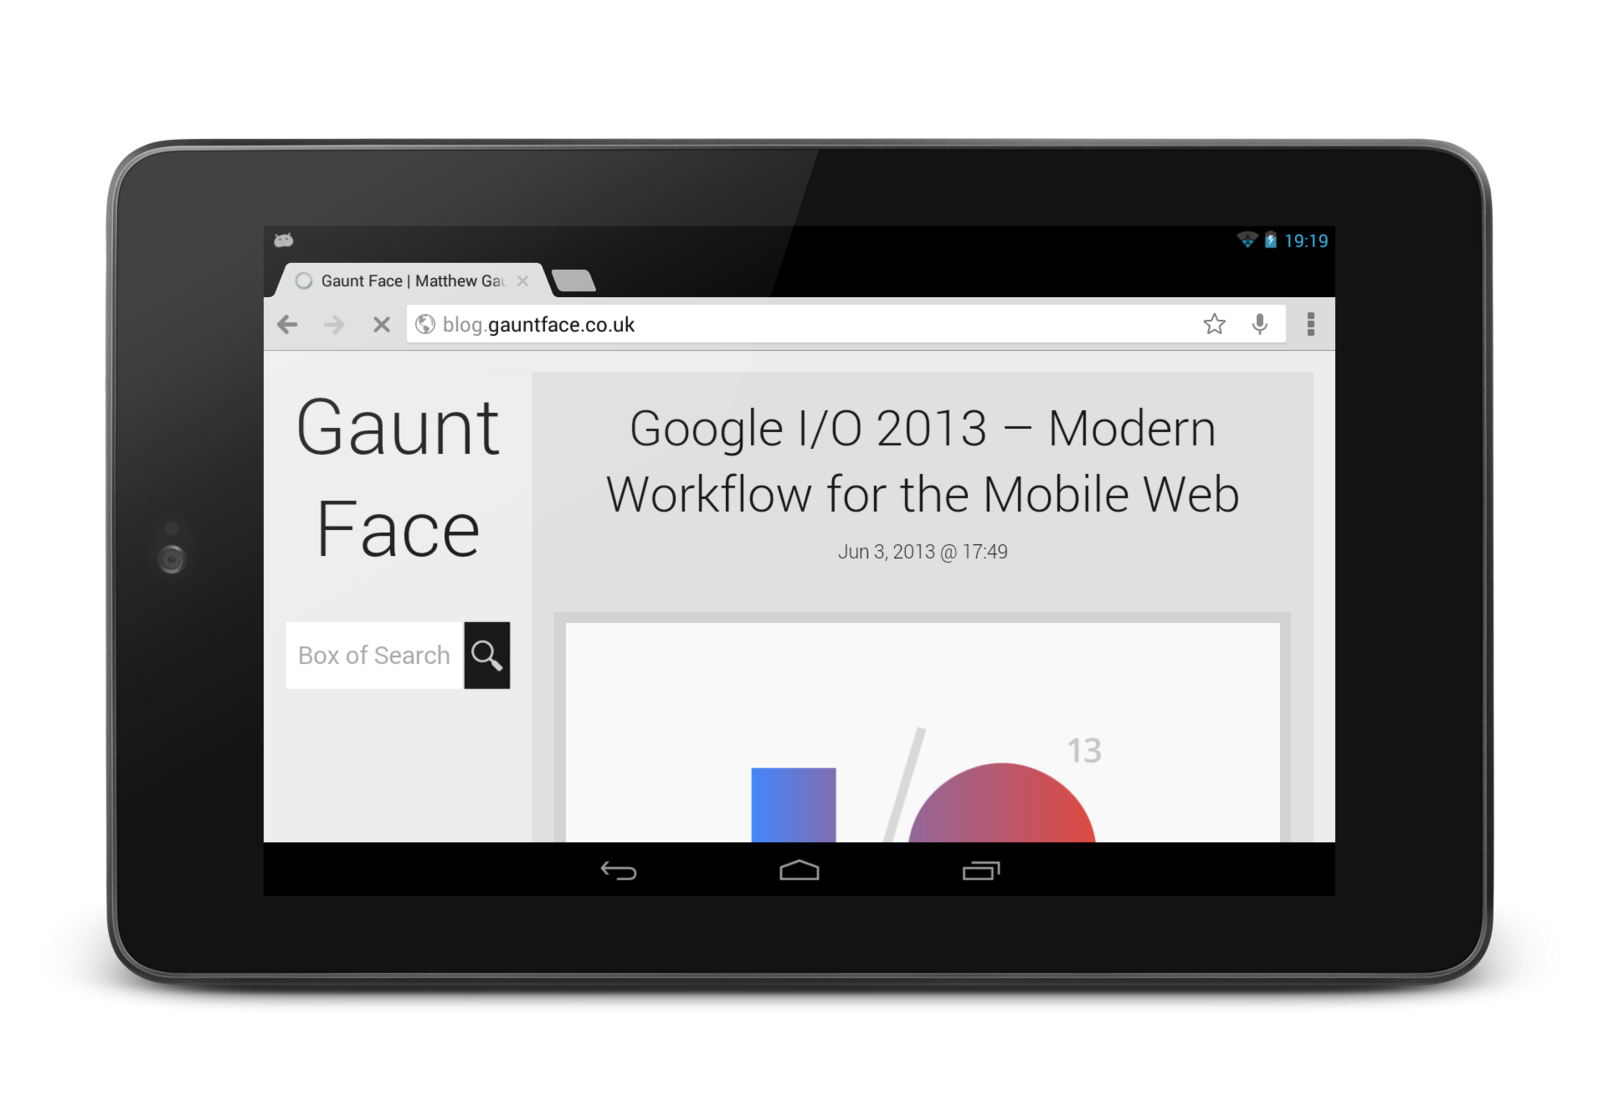 19:19
Gaunt Face | Matthew Gau
blog.gauntface.co.uk
Gaunt
Face
Box of Search
Google I/O 2013 – Modern
Workflow for the Mobile Web
Jun 3, 2013 @ 17:49
13